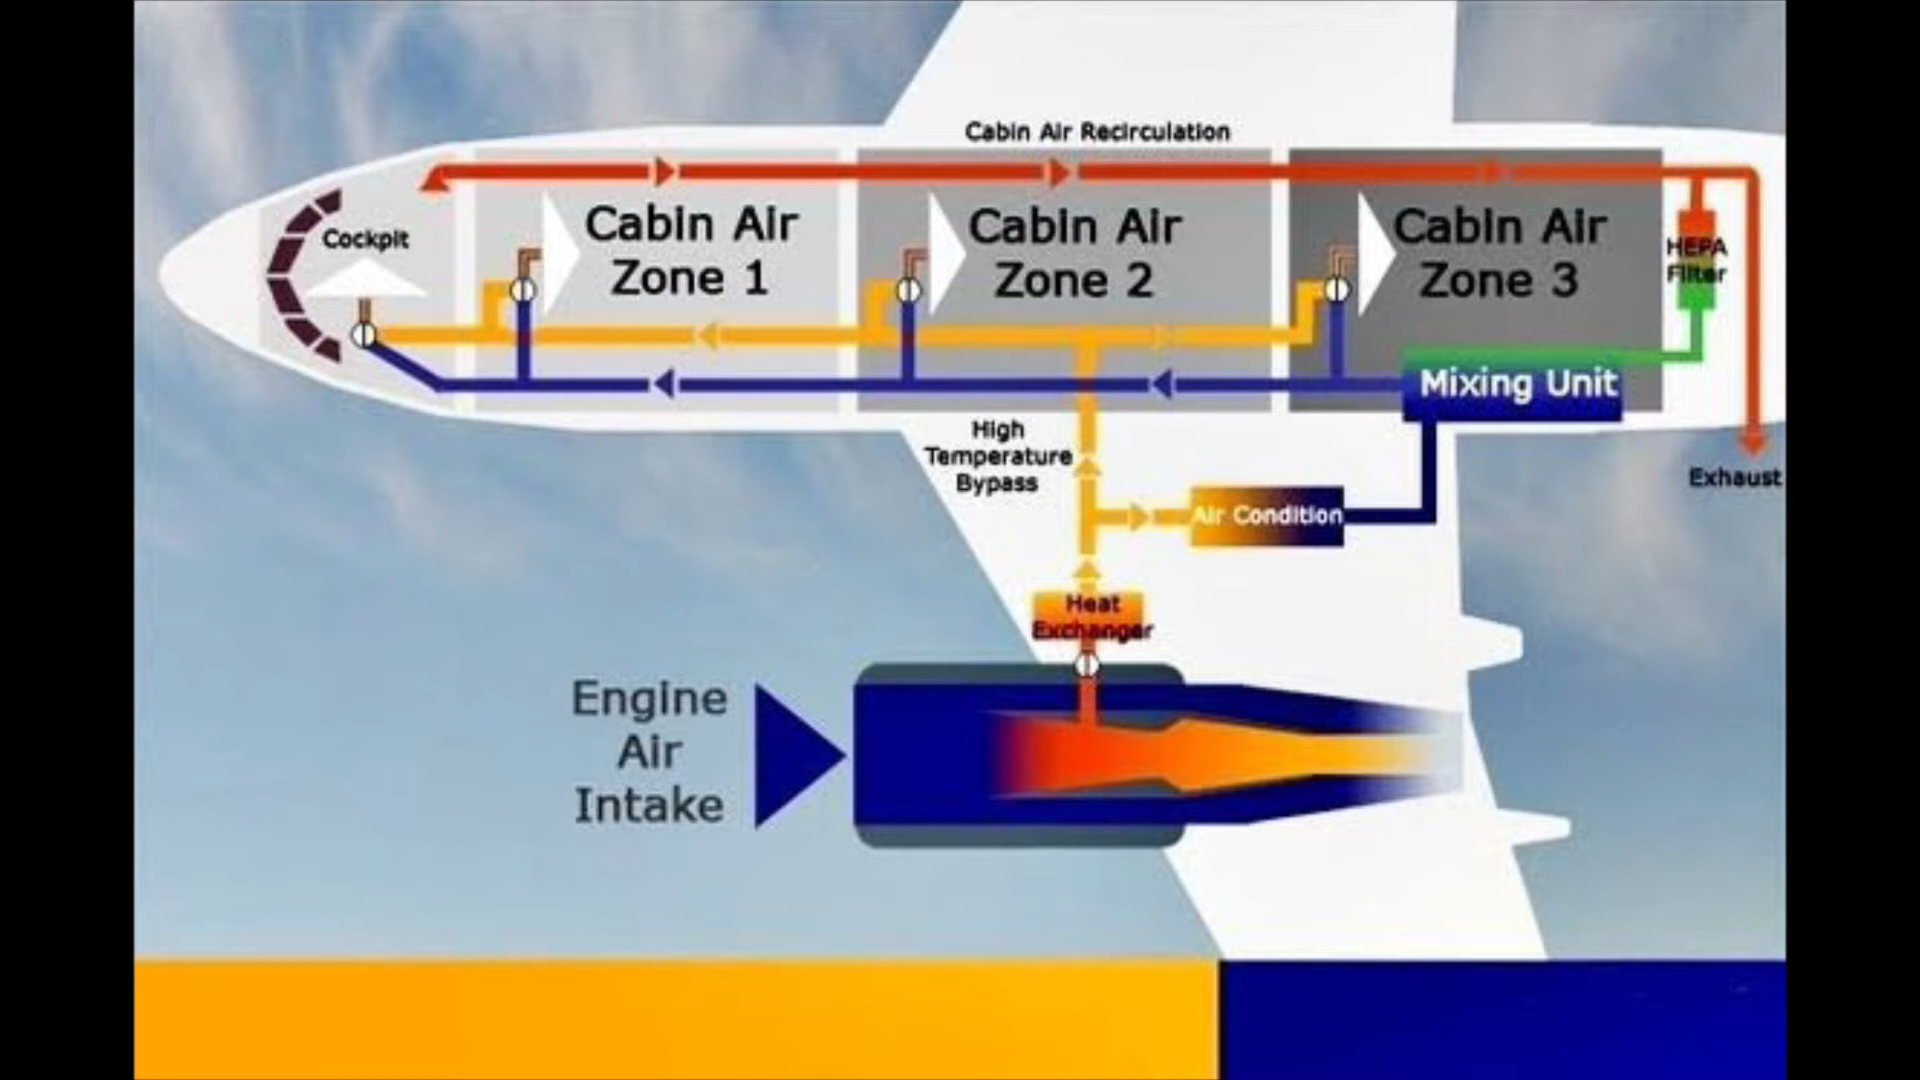 Cabin Air Recirculation
Cockpit
Cabin Air
Zone 1
Cabin Air
Zone 2
Cabin Air
Zone 3
HEPA
Filter
Mixing Unit
High
Temperature
Bypass
Exhaust
Air Condition
Heat
Exchanger
Engine
Air
Intake